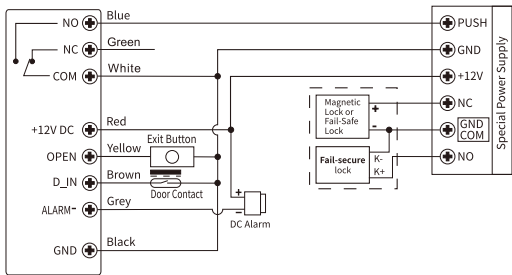 NO
Blue
NC
Green
COM
White
+12V DC
Red
OPEN
Yellow
Exit Button
D_IN
Brown
Door Contact
ALARM-
Grey
+
-
DC Alarm
GND
Black
Magnetic
Lock or
Fail-Safe
Lock
+
-
Fail-secure
lock
K-
K+
PUSH
GND
+12V
NC
GND
COM
NO
Special Power Supply